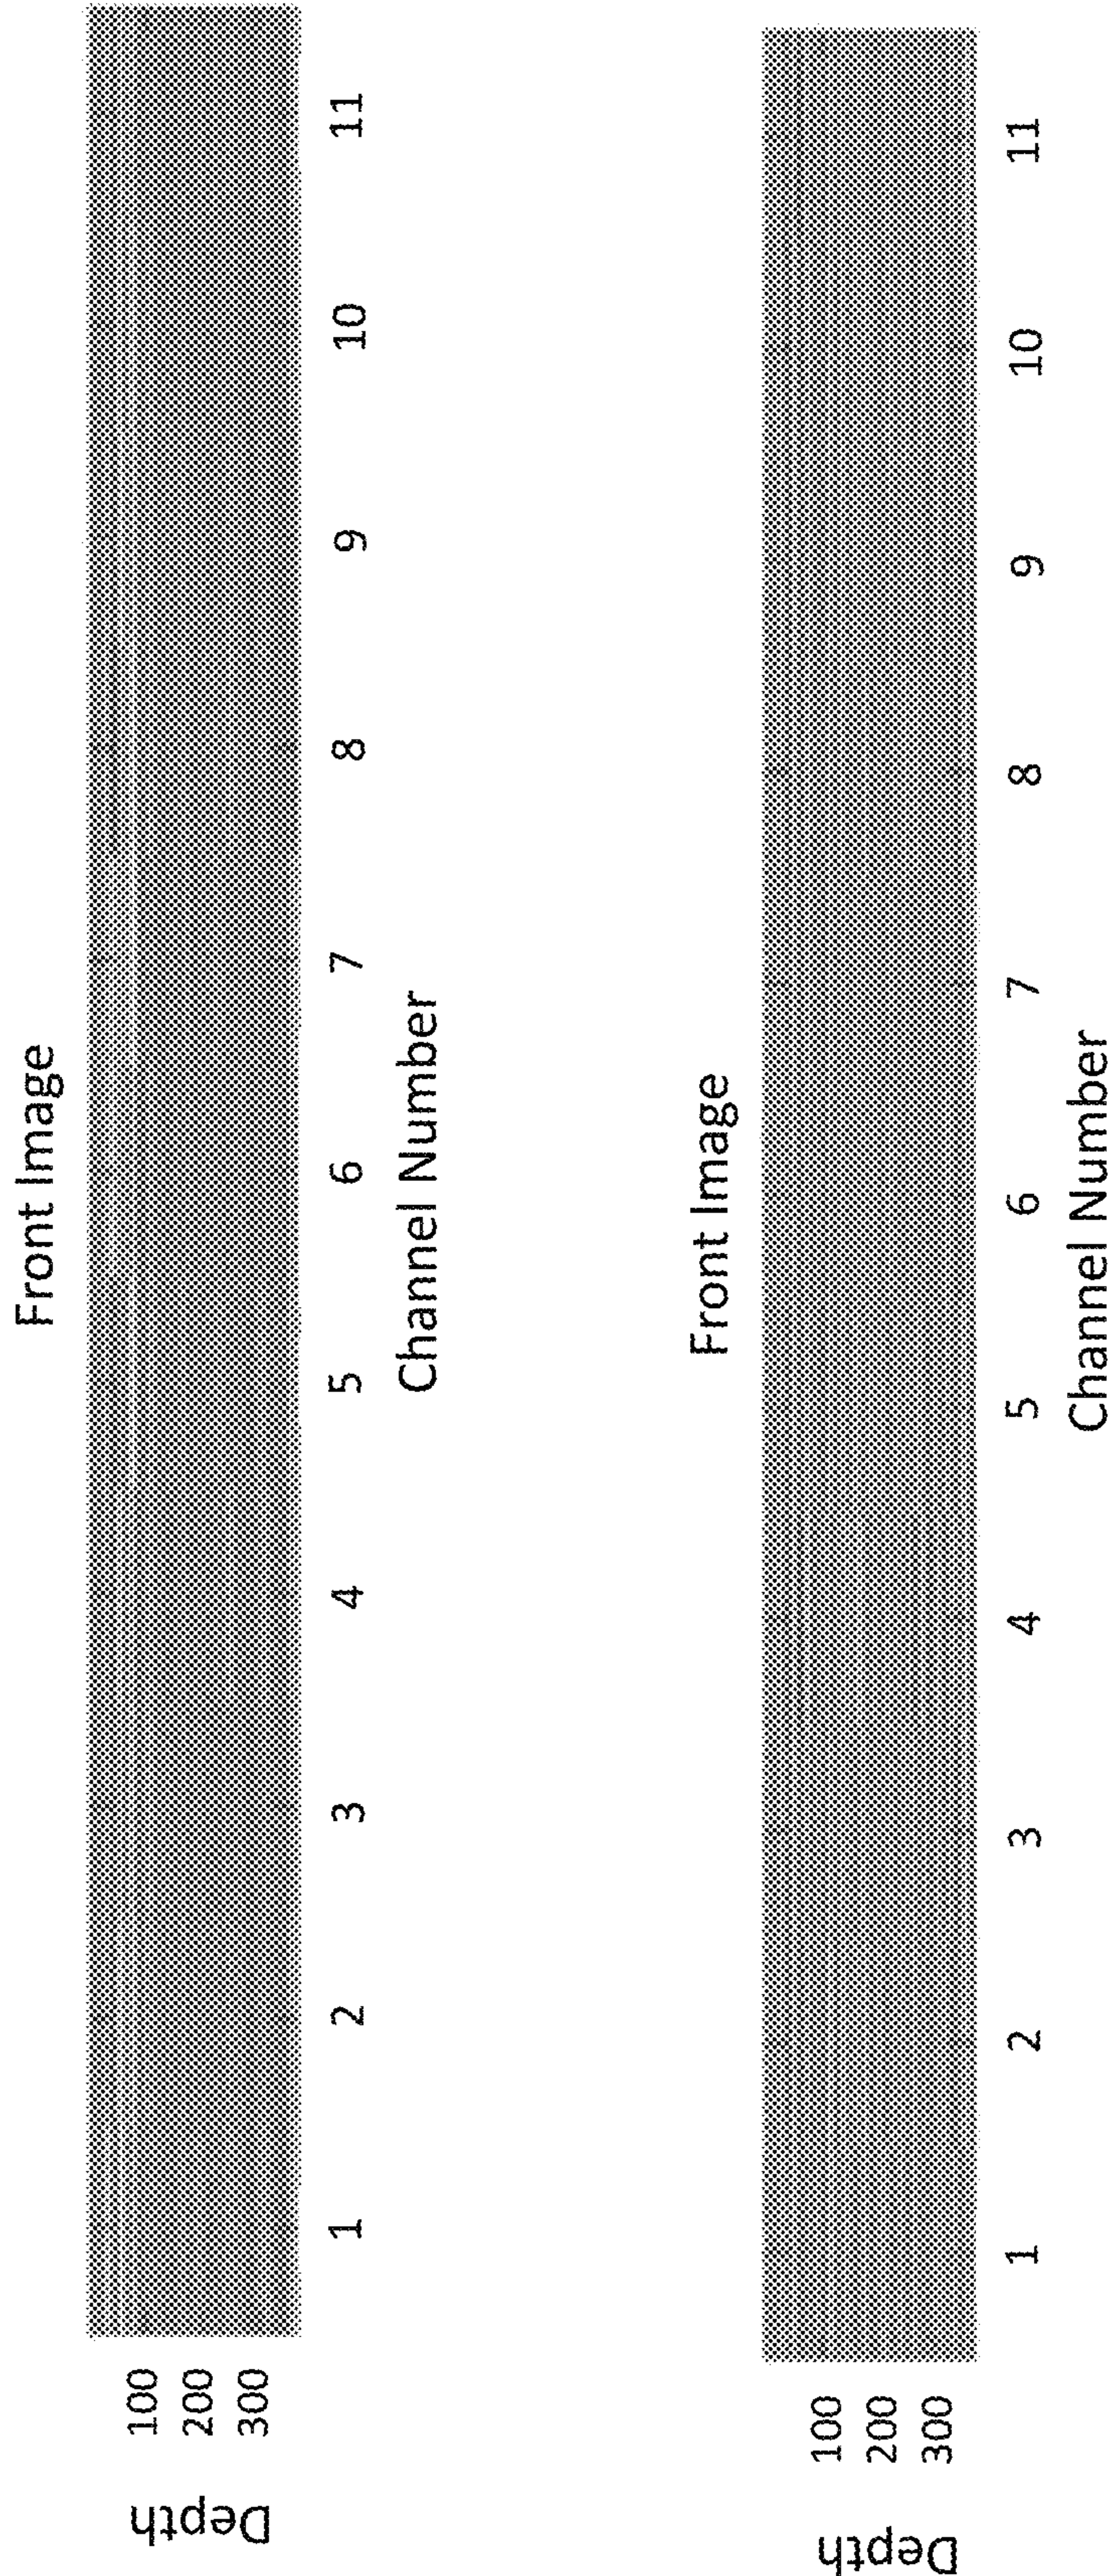 Front Image
Depth
100
200
300
1 2 3 4 5 6 7 8 9 10 11
Channel Number
Front Image
Depth
100
200
300
1 2 3 4 5 6 7 8 9 10 11
Channel Number